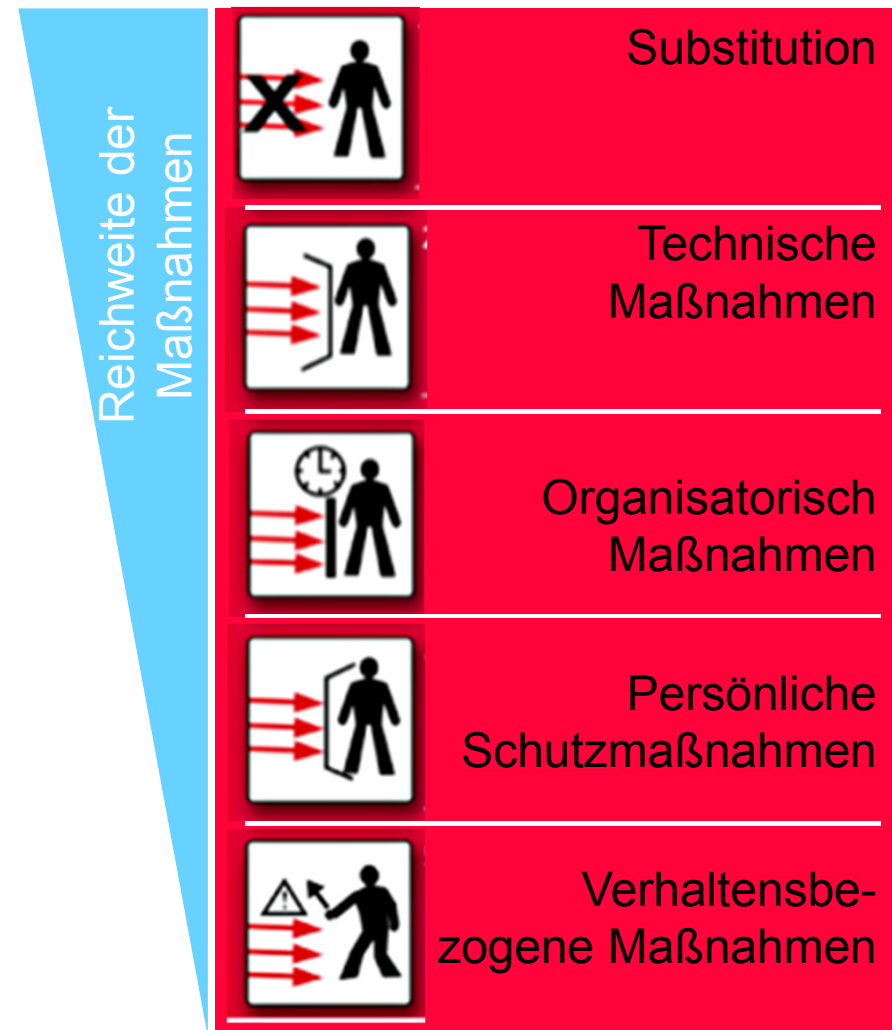 Reichweite der
Maßnahmen
Substitution
Technische
Maßnahmen
Organisatorisch
Maßnahmen
Persönliche
Schutzmaßnahmen
Verhaltensbe-
zogene Maßnahmen